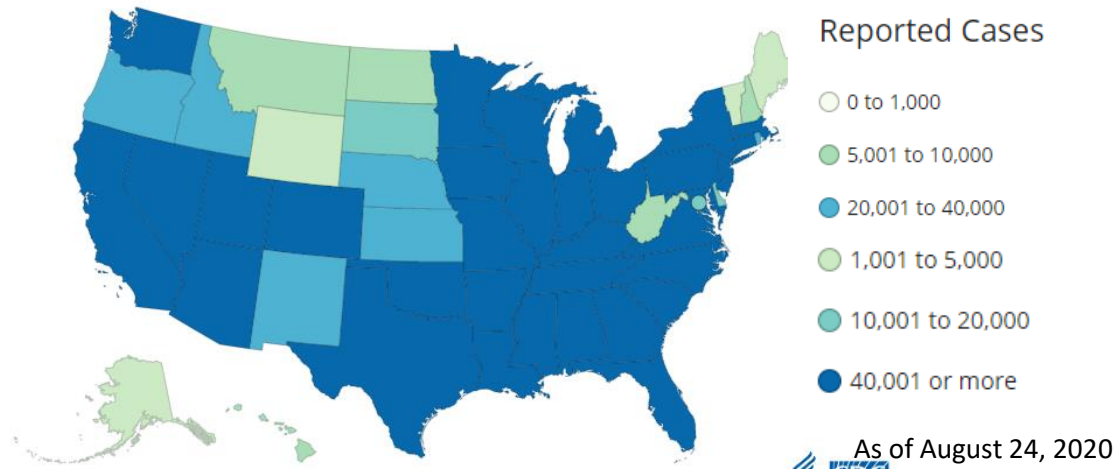 Reported Cases
0 to 1,000
5,001 to 10,000
20,001 to 40,000
1,001 to 5,000
10,001 to 20,000
40,001 or more
As of August 24, 2020